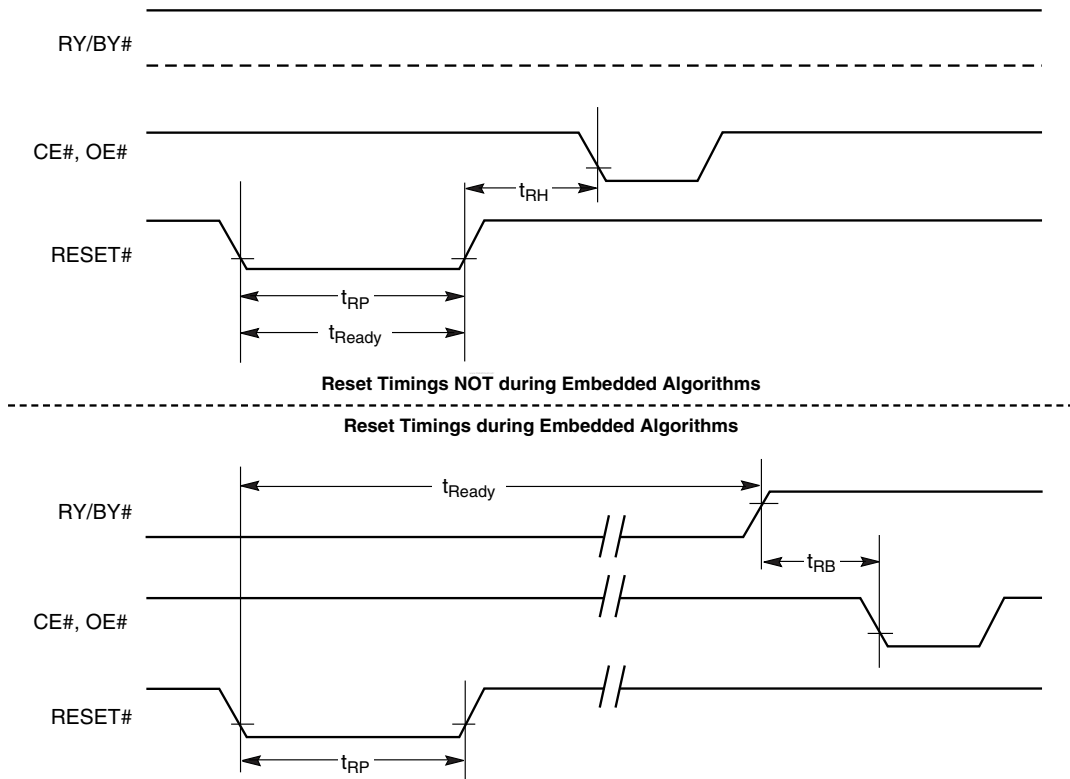 RY/BY#
CE#, OE#
tRH
RESET#
tRP
tReady
Reset Timings NOT during Embedded Algorithms
Reset Timings during Embedded Algorithms
tReady
RY/BY#
tRB
CE#, OE#
RESET#
tRP